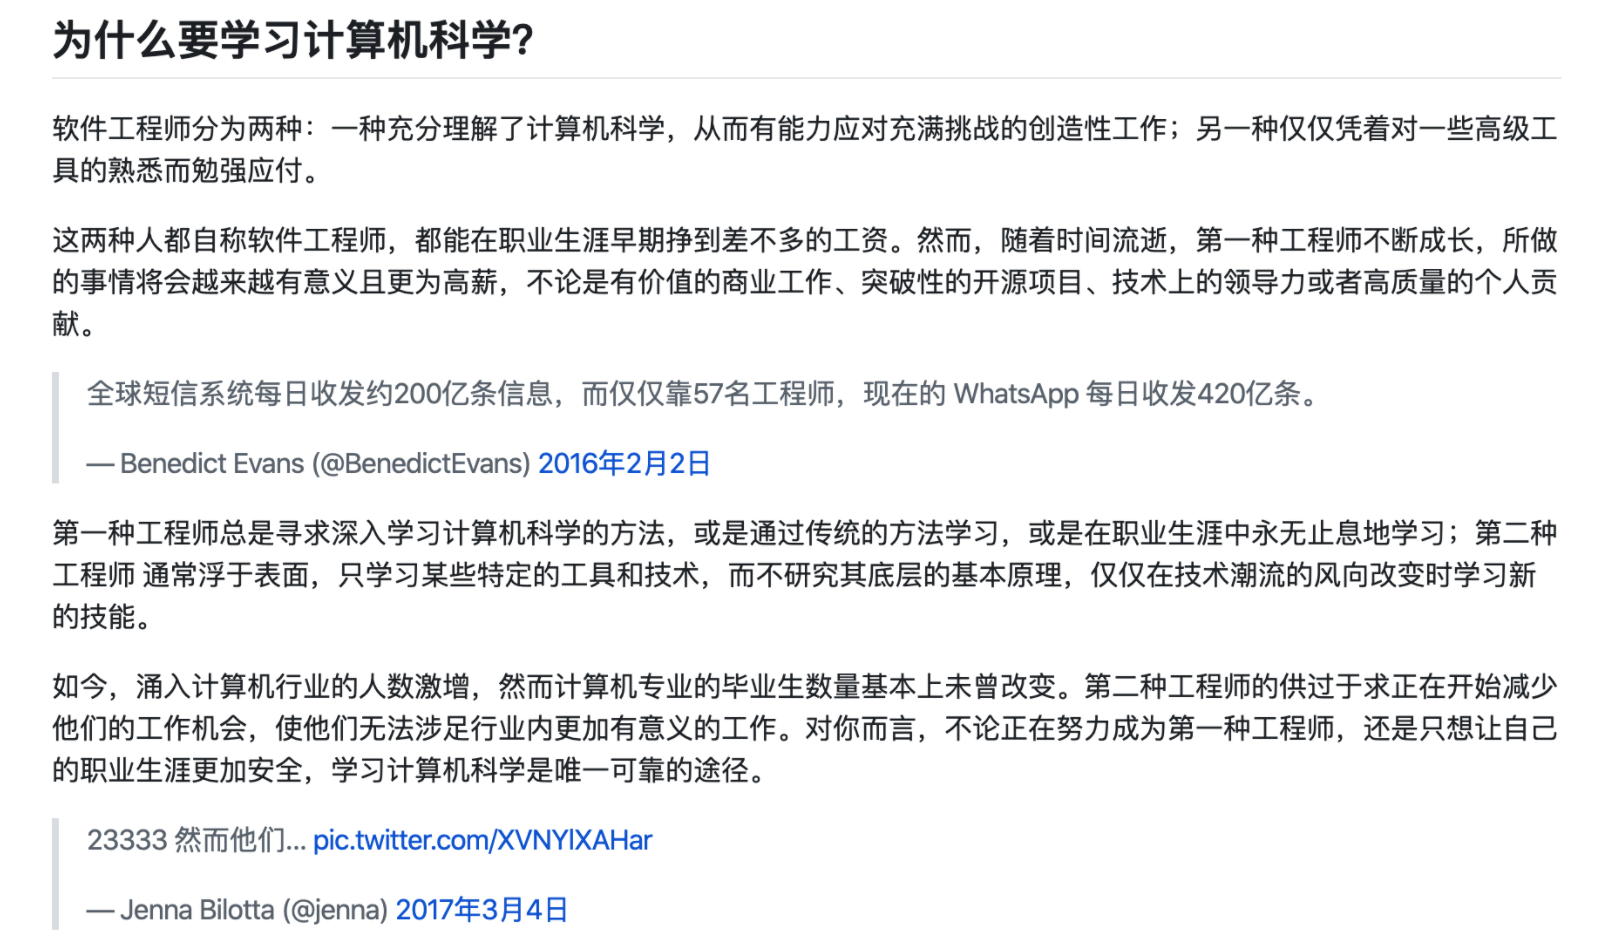 为什么要学习计算机科学?
软件工程师分为两种：一种充分理解了计算机科学，从而有能力应对充满挑战的创造性工作；另一种仅仅凭着对一些高级工
具的熟悉而勉强应付。
这两种人都自称软件工程师，都能在职业生涯早期挣到差不多的工资。然而，随着时间流逝，第一种工程师不断成长，所做
的事情将会越来越有意义且更为高薪，不论是有价值的商业工作、突破性的开源项目、技术上的领导力或者高质量的个人贡
献。
全球短信系统每日收发约200亿条信息，而仅仅靠57名工程师，现在的 WhatsApp 每日收发420亿条。
— Benedict Evans (@BenedictEvans) 2016年2月2日
第一种工程师总是寻求深入学习计算机科学的方法，或是通过传统的方法学习，或是在职业生涯中永无止息地学习；第二种
工程师 通常浮于表面，只学习某些特定的工具和技术，而不研究其底层的基本原理，仅仅在技术潮流的风向改变时学习新
的技能。
如今，涌入计算机行业的人数激增，然而计算机专业的毕业生数量基本上未曾改变。第二种工程师的供过于求正在开始减少
他们的工作机会，使他们无法涉足行业内更加有意义的工作。对你而言，不论正在努力成为第一种工程师，还是只想让自己
的职业生涯更加安全，学习计算机科学是唯一可靠的途径。
23333 然而他们... pic.twitter.com/XVNYlXAHar
— Jenna Bilotta (@jenna) 2017年3月4日